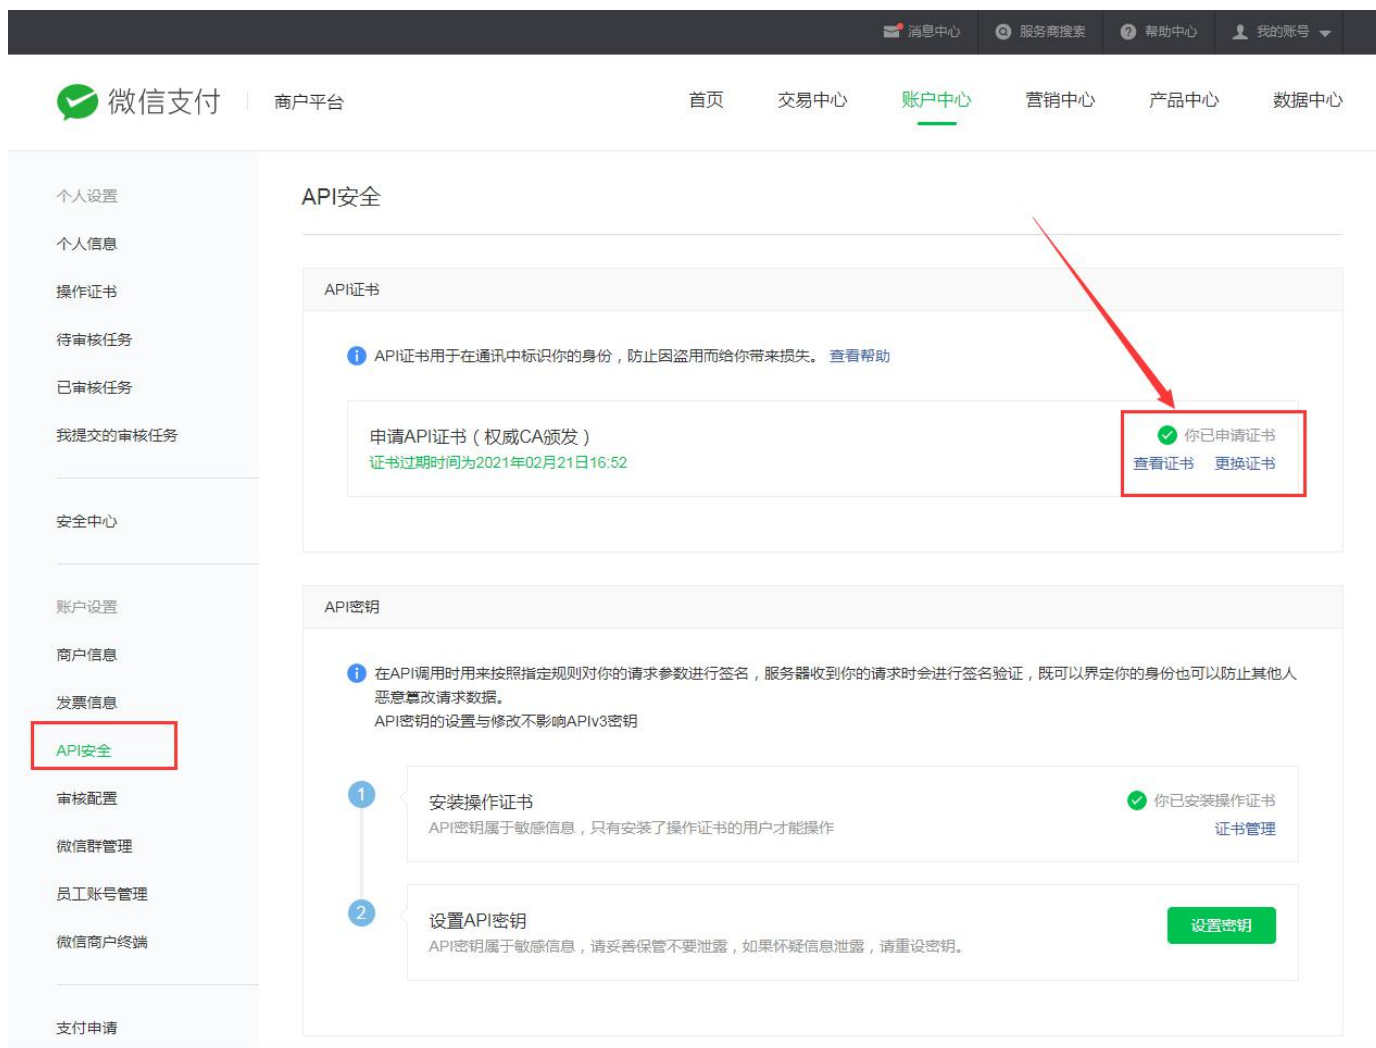 消息中心
服务商搜索
帮助中心
我的账号
微信支付
商户平台
首页
交易中心
账户中心
营销中心
产品中心
数据中心
个人设置
个人信息
操作证书
待审核任务
已审核任务
我提交的审核任务
安全中心
账户设置
商户信息
发票信息
API安全
审核配置
微信群管理
员工账号管理
微信商户终端
支付申请
API安全
API证书
API证书用于在通讯中标识你的身份，防止因盗用而给你带来损失。 查看帮助
申请API证书（权威CA颁发）
证书过期时间为2021年02月21日16:52
你已申请证书
查看证书 更换证书
API密钥
在API调用时用来按照指定规则对你的请求参数进行签名，服务器收到你的请求时会进行签名验证，既可以界定你的身份也可以防止其他人
恶意篡改请求数据。
API密钥的设置与修改不影响APIv3密钥
1
安装操作证书
API密钥属于敏感信息，只有安装了操作证书的用户才能操作
你已安装操作证书
证书管理
2
设置API密钥
API密钥属于敏感信息，请妥善保管不要泄露，如果怀疑信息泄露，请重设密钥。
设置密钥